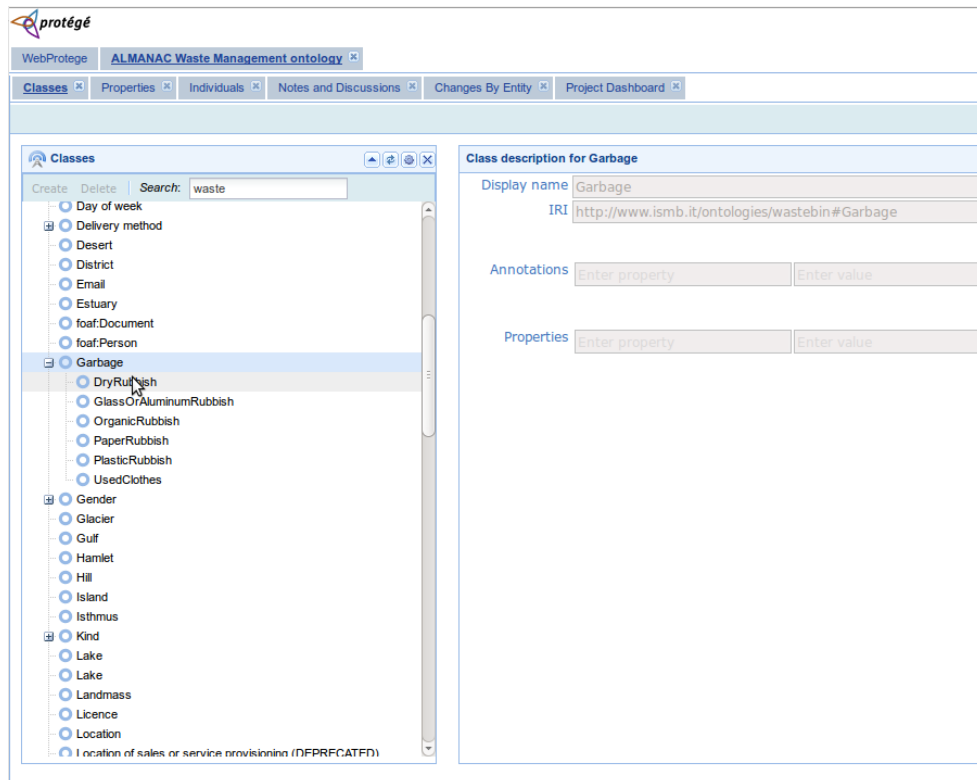 protégé
WebProtege ALMANAC Waste Management ontology
Classes Properties Individuals Notes and Discussions Changes By Entity Project Dashboard
Classes
Create Delete Search: waste
Day of week
Delivery method
Desert
District
Email
Estuary
foaf:Document
foaf:Person
Garbage
DryRubbish
GlassOrAluminumRubbish
OrganicRubbish
PaperRubbish
PlasticRubbish
UsedClothes
Gender
Glacier
Gulf
Hamlet
Hill
Island
Isthmus
Kind
Lake
Lake
Landmass
Licence
Location
Location of sales or service provisioning (DEPRECATED)
Class description for Garbage
Display name Garbage
IRI http://www.ismb.it/ontologies/wastebin#Garbage
Annotations Enter property Enter value
Properties Enter property Enter value